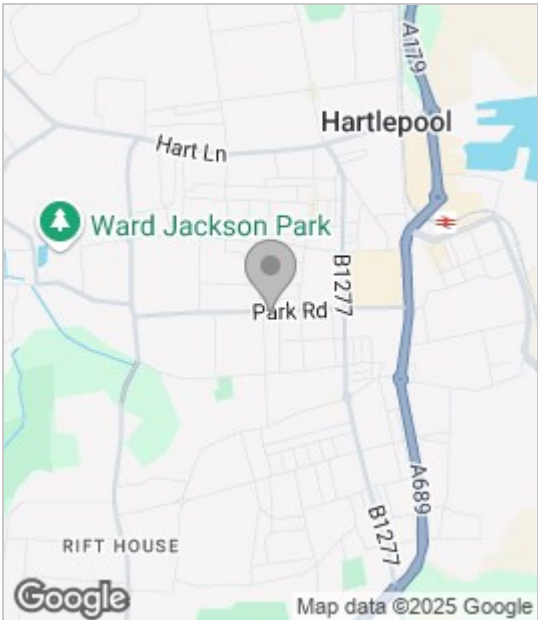 A179
Hartlepool
Hart Ln
Ward Jackson Park
B1277
Park Rd
A689
B1277
RIFT HOUSE
Google
Map data ©2025 Google